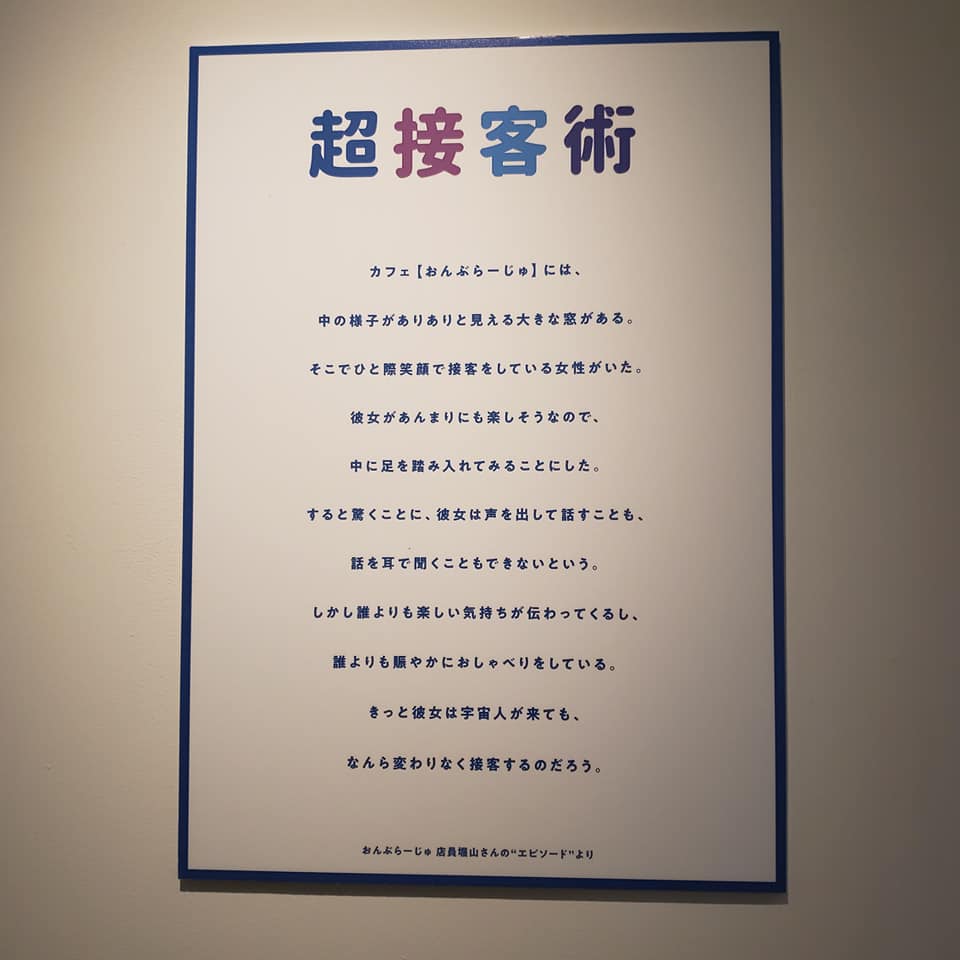 超接客術
カフェ【おんぶらーじゅ】には、
中の様子がありありと見える大きな窓がある。
そこでひと際笑顔で接客をしている女性がいた。
彼女があんまりにも楽しそうなので、
中に足を踏み入れてみることにした。
すると驚くことに、彼女は声を出して話すことも、
話を耳で聞くこともできないという。
しかし誰よりも楽しい気持ちが伝わってくるし、
誰よりも賑やかにおしゃべりをしている。
きっと彼女は宇宙人が来ても、
なんら変わりなく接客するのだろう。
おんぶらーじゅ 店員堀山さんの“エピソード”より